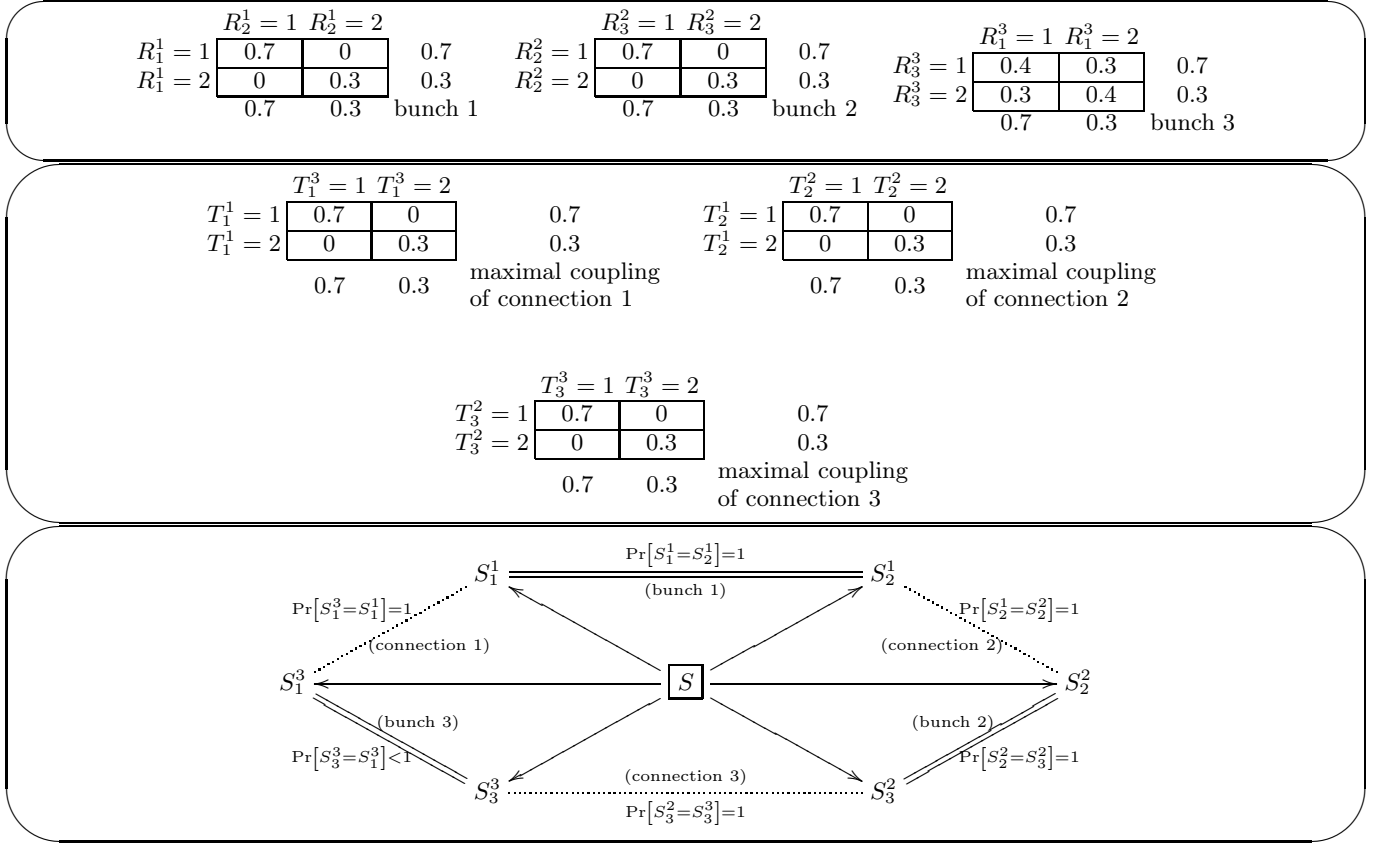 R_2^1 = 1 R_2^1 = 2
R_1^1 = 1 0.7 0 0.7
R_1^1 = 2 0 0.3 0.3
0.7 0.3 bunch 1
R_3^2 = 1 R_3^2 = 2
R_2^2 = 1 0.7 0 0.7
R_2^2 = 2 0 0.3 0.3
0.7 0.3 bunch 2
R_1^3 = 1 R_1^3 = 2
R_3^3 = 1 0.4 0.3 0.7
R_3^3 = 2 0.3 0.4 0.3
0.7 0.3 bunch 3
T_1^3 = 1 T_1^3 = 2
T_1^1 = 1 0.7 0 0.7
T_1^1 = 2 0 0.3 0.3
0.7 0.3 maximal coupling
of connection 1
T_2^2 = 1 T_2^2 = 2
T_2^1 = 1 0.7 0 0.7
T_2^1 = 2 0 0.3 0.3
0.7 0.3 maximal coupling
of connection 2
T_3^3 = 1 T_3^3 = 2
T_3^2 = 1 0.7 0 0.7
T_3^2 = 2 0 0.3 0.3
0.7 0.3 maximal coupling
of connection 3
Pr[S_1^1=S_2^1]=1
S_1^1 S_2^1
(bunch 1)
Pr[S_1^3=S_1^1]=1 Pr[S_2^1=S_2^2]=1
(connection 1) (connection 2)
S_1^3 S S_2^2
(bunch 3) (bunch 2)
Pr[S_3^3=S_1^3]<1 Pr[S_2^2=S_3^2]=1
(connection 3)
S_3^3 S_3^2
Pr[S_3^2=S_3^3]=1